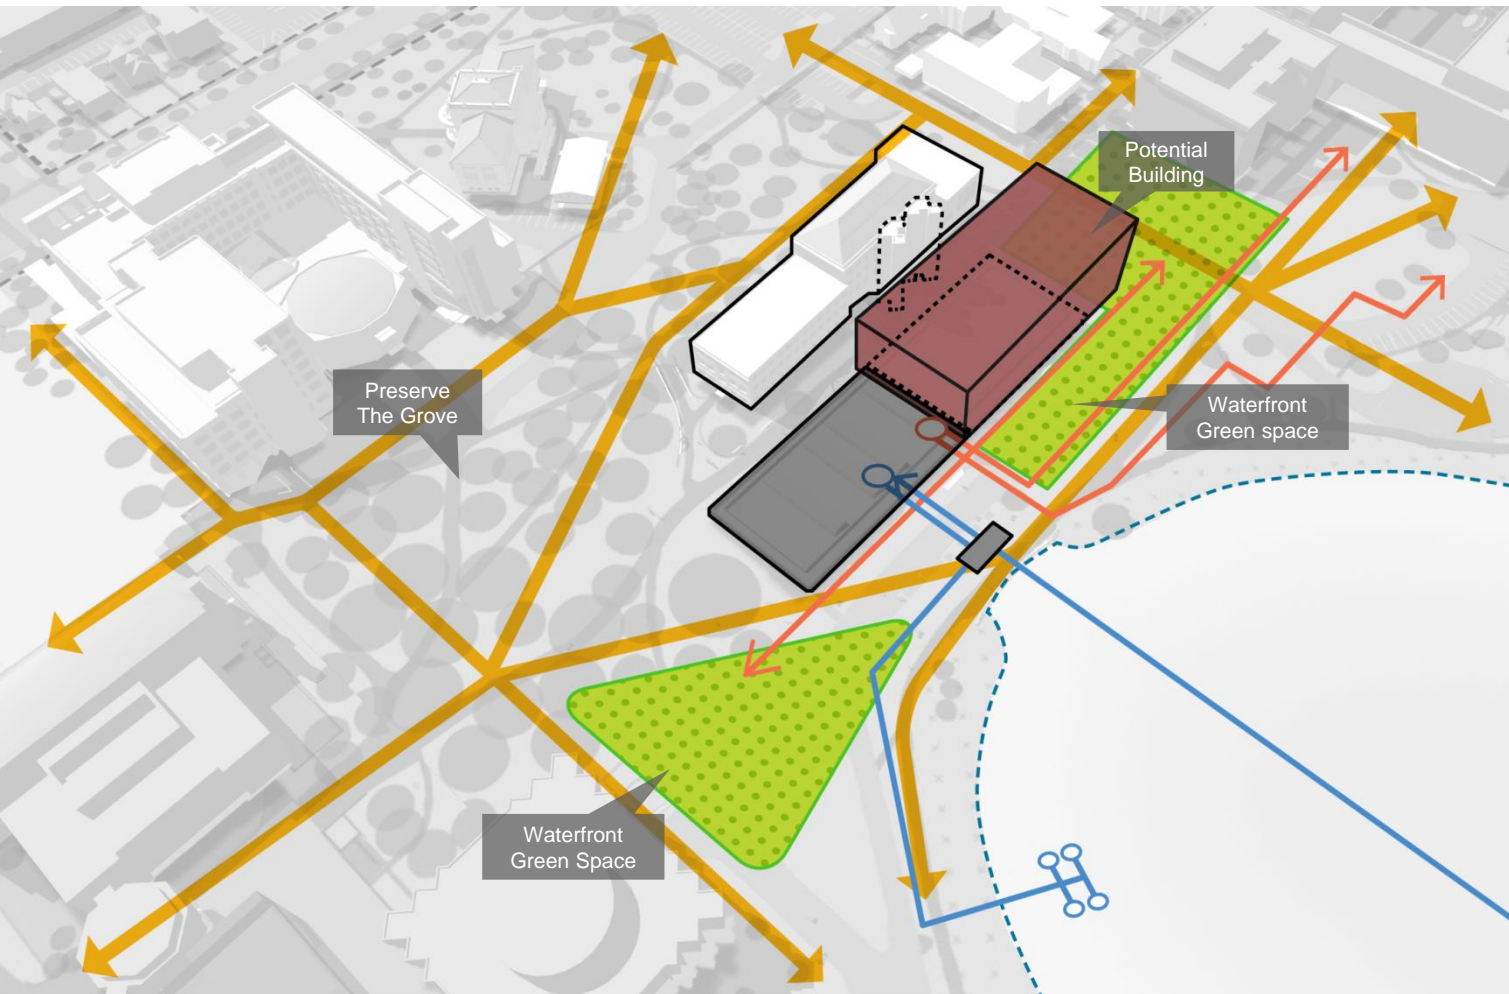 Potential
Building
Preserve
The Grove
Waterfront
Green space
Waterfront
Green Space